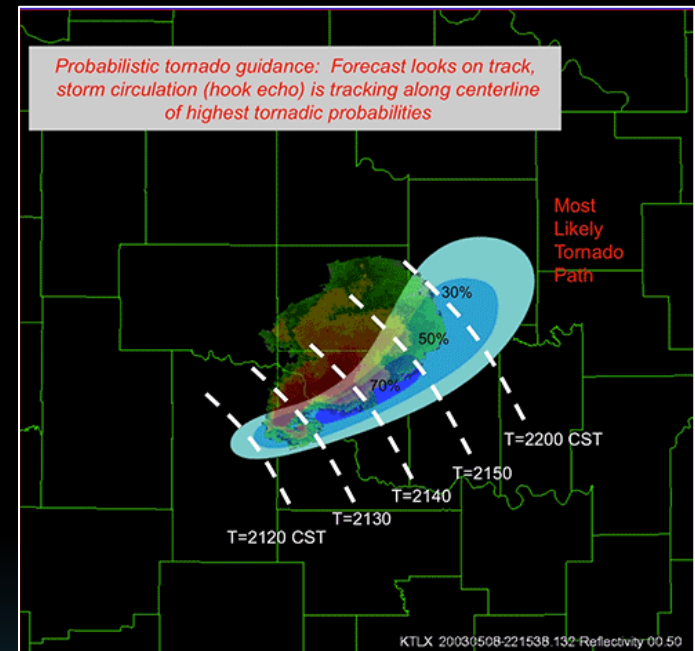 Probabilistic tornado guidance: Forecast looks on track,
storm circulation (hook echo) is tracking along centerline
of highest tornadic probabilities
Most
Likely
Tornado
Path
30%
50%
70%
T=2200 CST
T=2150
T=2140
T=2130
T=2120 CST
KTLX 20030508-221538.132 Reflectivity 00.50